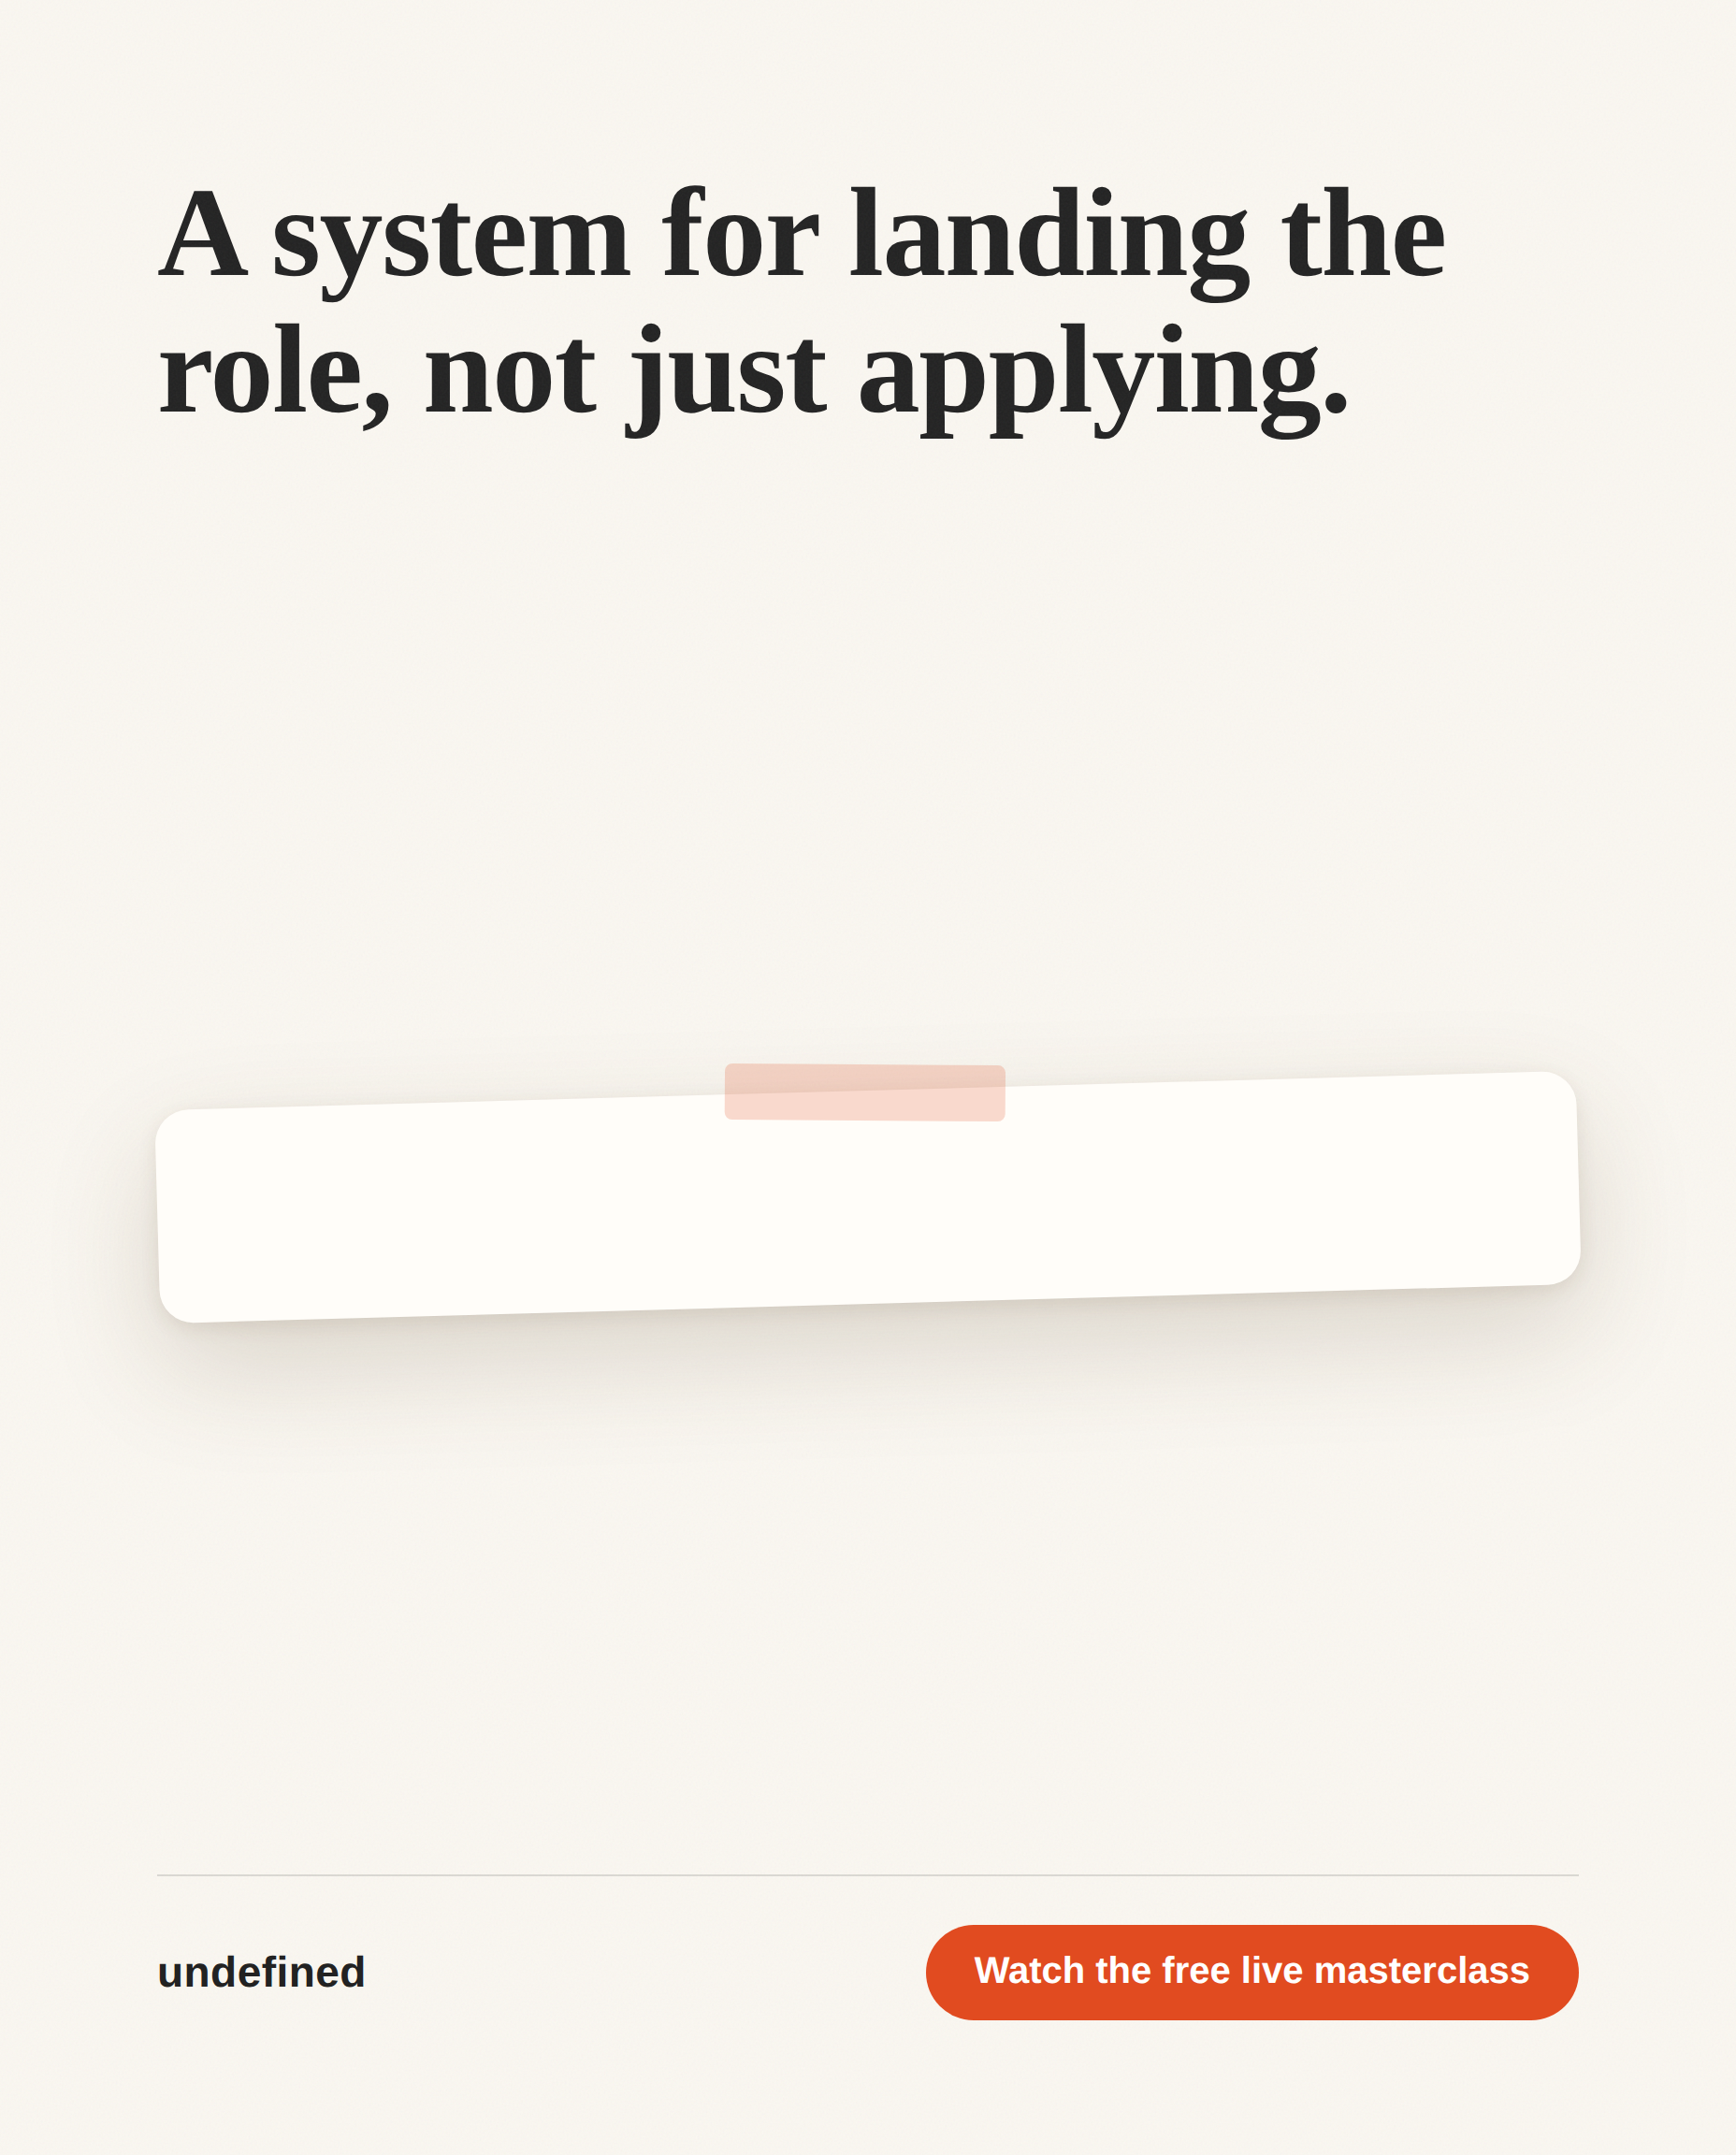 A system for landing the
role, not just applying.
undefined
Watch the free live masterclass